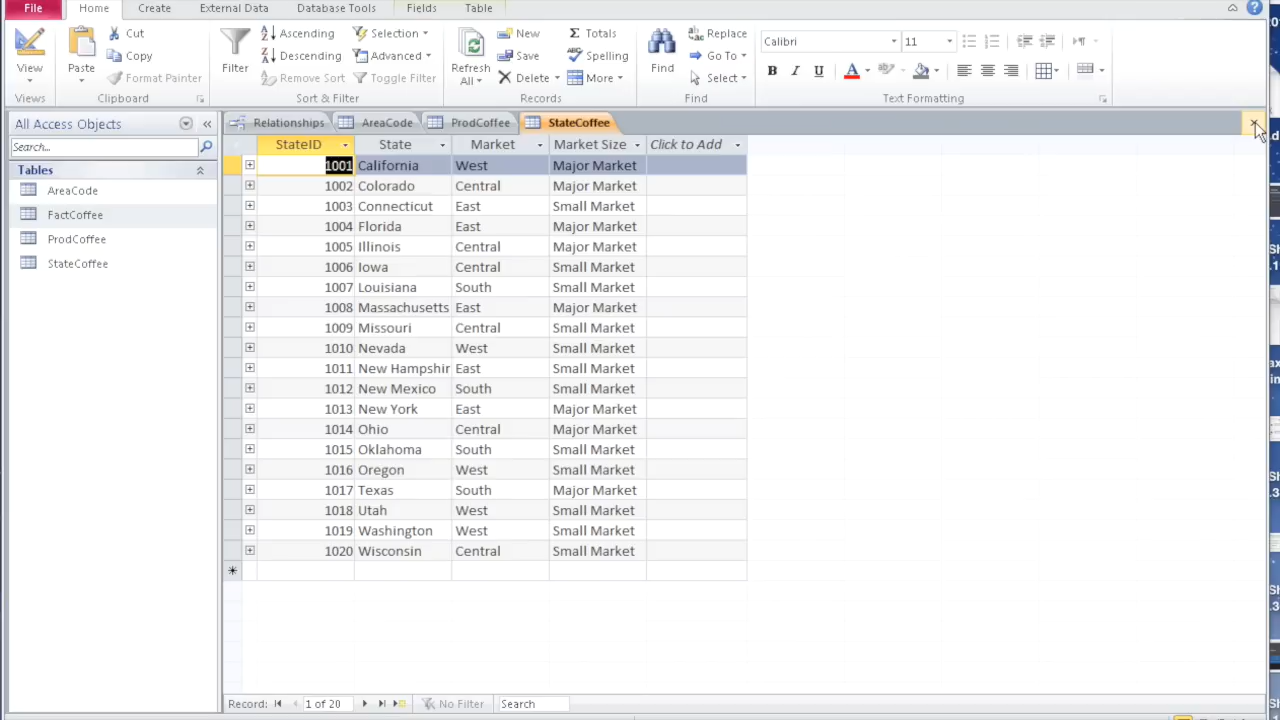 File Home Create External Data Database Tools Fields Table
View
Views
Paste
Cut
Copy
Format Painter
Clipboard
Filter
Ascending
Descending
Remove Sort
Selection
Advanced
Toggle Filter
Sort & Filter
Refresh
All
New
Save
Delete
Totals
Spelling
More
Records
Find
Replace
Go To
Select
Find
Calibri 11
B I U A
Text Formatting
All Access Objects
Search...
Tables
AreaCode
FactCoffee
ProdCoffee
StateCoffee
Relationships AreaCode ProdCoffee StateCoffee
StateID State Market Market Size Click to Add
1001 California West Major Market
1002 Colorado Central Major Market
1003 Connecticut East Small Market
1004 Florida East Major Market
1005 Illinois Central Major Market
1006 Iowa Central Small Market
1007 Louisiana South Small Market
1008 Massachusetts East Major Market
1009 Missouri Central Small Market
1010 Nevada West Small Market
1011 New Hampshir East Small Market
1012 New Mexico South Small Market
1013 New York East Major Market
1014 Ohio Central Major Market
1015 Oklahoma South Small Market
1016 Oregon West Small Market
1017 Texas South Major Market
1018 Utah West Small Market
1019 Washington West Small Market
1020 Wisconsin Central Small Market
Record: 1 of 20 No Filter Search